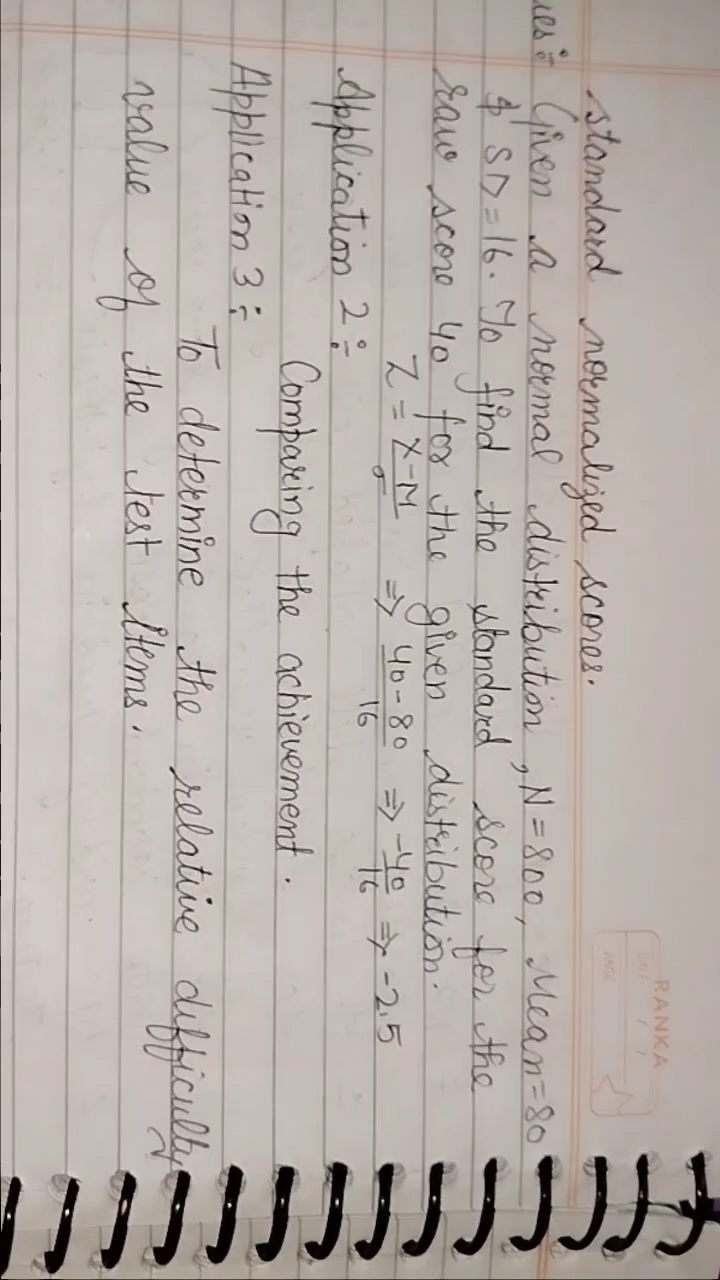 RANKA
standard normalized scores.
ues:- Given a normal distribution, N=800, Mean=80
& SD=16. To find the standard score for the
raw score 40 for the given distribution.
Z = X-M/σ ⇒ 40-80/16 ⇒ -40/16 ⇒ -2.5
Application 2:-
Comparing the achievement.
Application 3:-
To determine the relative difficulty
value of the test items.